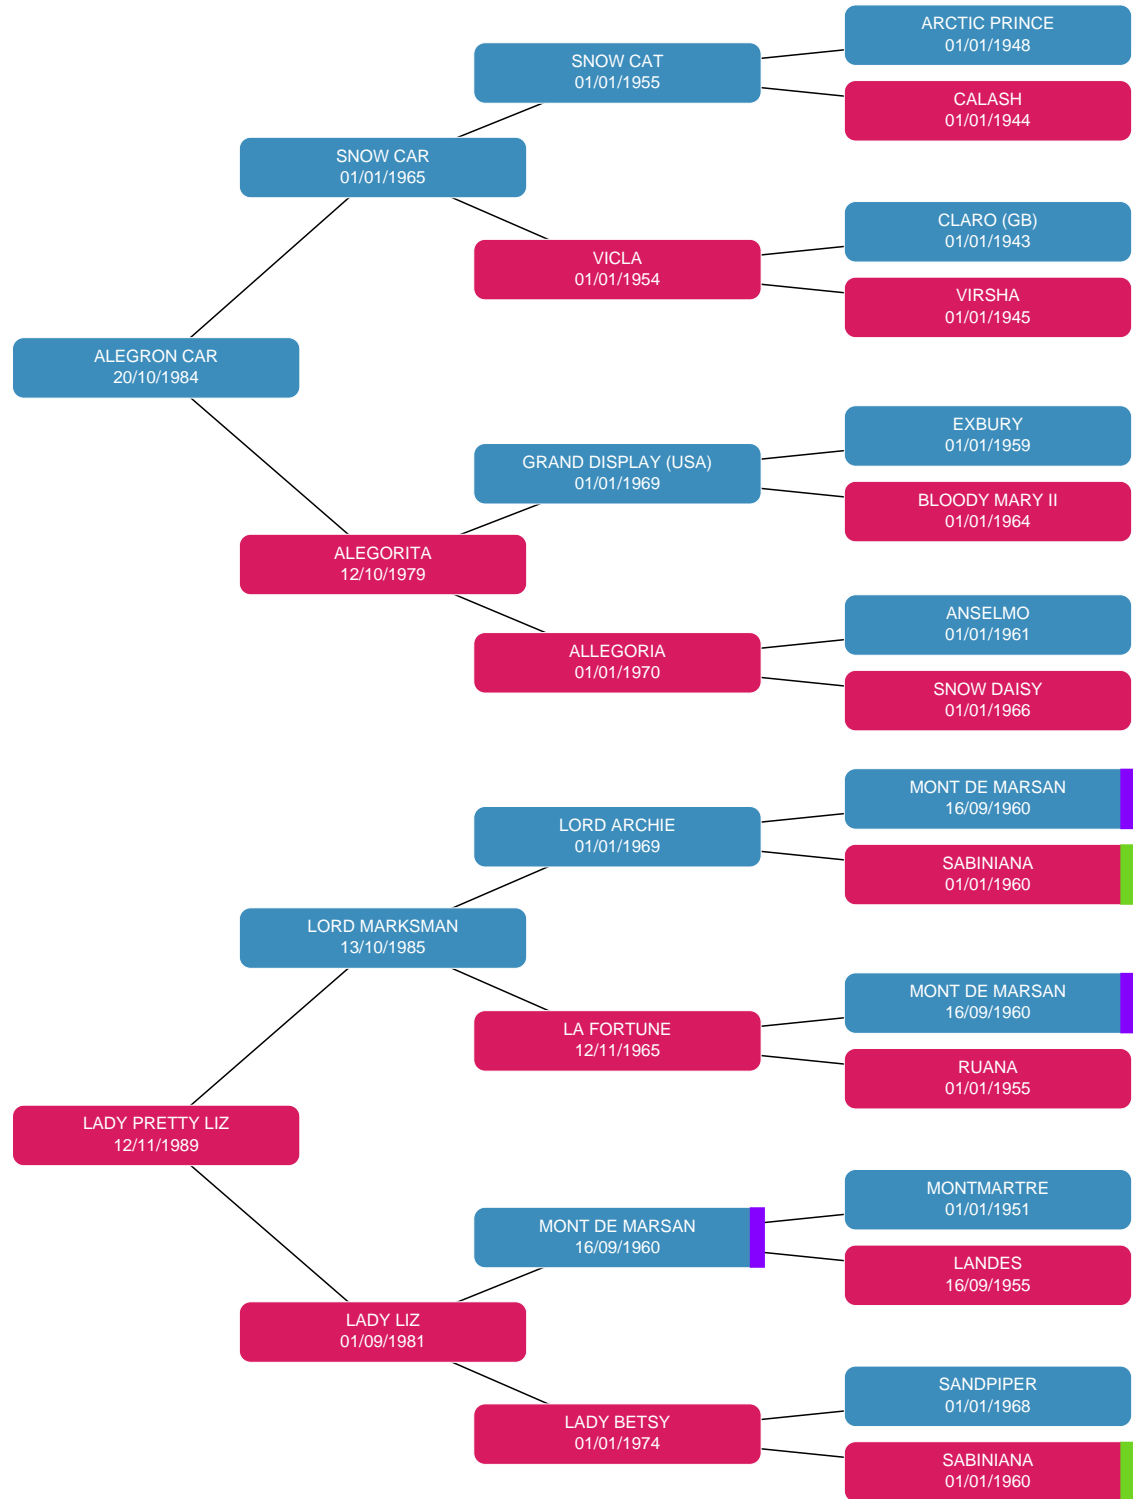 ARCTIC PRINCE
01/01/1948
SNOW CAT
01/01/1955
CALASH
01/01/1944
SNOW CAR
01/01/1965
CLARO (GB)
01/01/1943
VICLA
01/01/1954
VIRSHA
01/01/1945
ALEGRON CAR
20/10/1984
EXBURY
01/01/1959
GRAND DISPLAY (USA)
01/01/1969
BLOODY MARY II
01/01/1964
ALEGORITA
12/10/1979
ANSELMO
01/01/1961
ALLEGORIA
01/01/1970
SNOW DAISY
01/01/1966
MONT DE MARSAN
16/09/1960
LORD ARCHIE
01/01/1969
SABINIANA
01/01/1960
LORD MARKSMAN
13/10/1985
MONT DE MARSAN
16/09/1960
LA FORTUNE
12/11/1965
RUANA
01/01/1955
LADY PRETTY LIZ
12/11/1989
MONTMARTRE
01/01/1951
MONT DE MARSAN
16/09/1960
LANDES
16/09/1955
LADY LIZ
01/09/1981
SANDPIPER
01/01/1968
LADY BETSY
01/01/1974
SABINIANA
01/01/1960